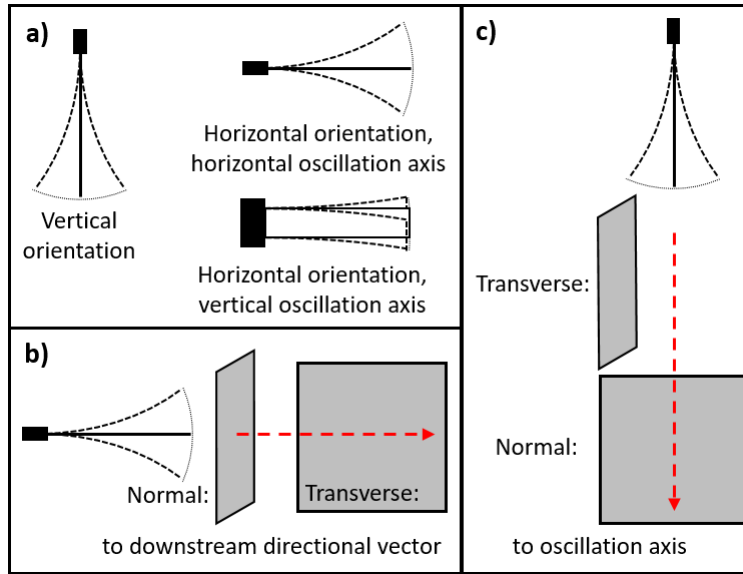 a)
Vertical
orientation
Horizontal orientation,
horizontal oscillation axis
Horizontal orientation,
vertical oscillation axis
b)
Normal:
Transverse:
to downstream directional vector
c)
Transverse:
Normal:
to oscillation axis